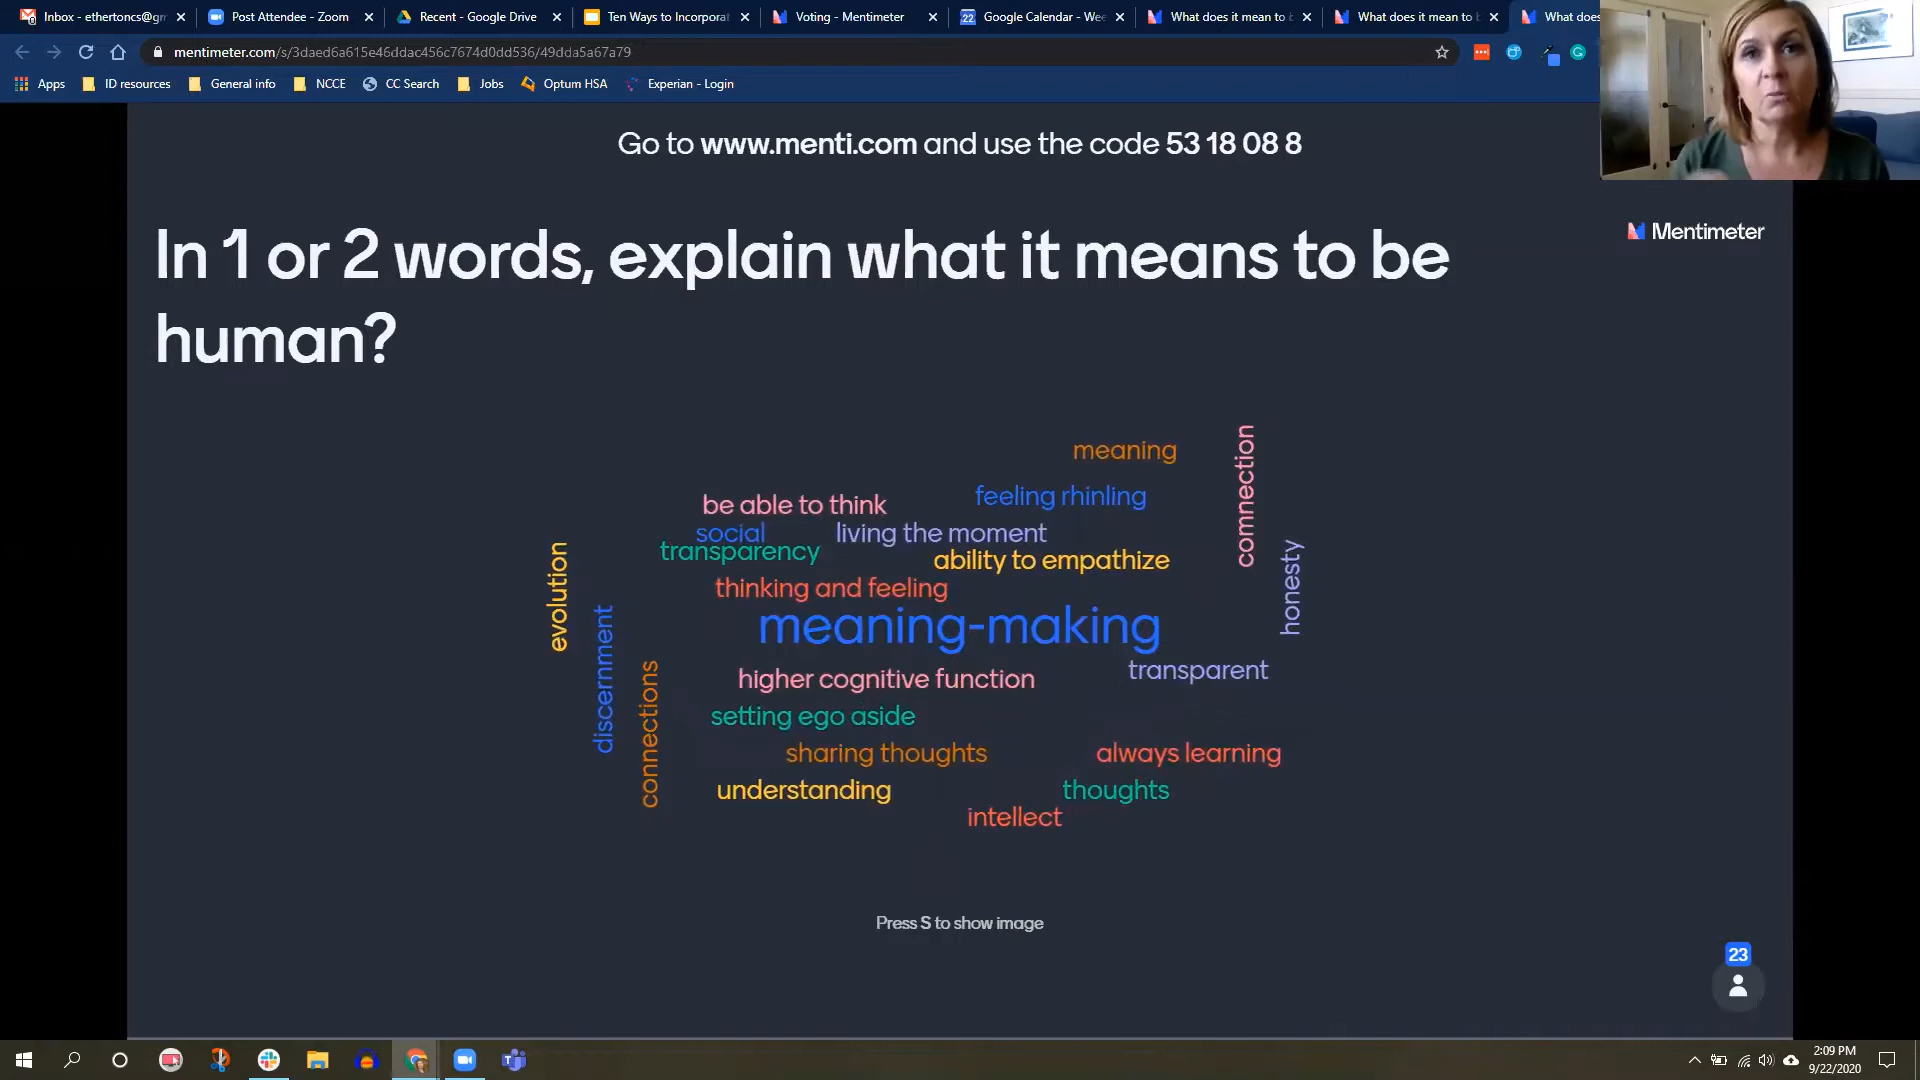 Inbox - ethertoncs@gm
Post Attendee - Zoom
Recent - Google Drive
Ten Ways to Incorporat
Voting - Mentimeter
Google Calendar - Wee
What does it mean to b
What does it mean to b
What does
mentimeter.com/s/3daed6a615e46ddac456c7674d0dd536/49dda5a67a79
Apps
ID resources
General info
NCCE
CC Search
Jobs
Optum HSA
Experian - Login
Go to www.menti.com and use the code 53 18 08 8
Mentimeter
In 1 or 2 words, explain what it means to be
human?
meaning
connection
feeling rhinling
be able to think
social
living the moment
transparency
ability to empathize
evolution
honesty
thinking and feeling
discernment
meaning-making
connections
higher cognitive function
transparent
setting ego aside
sharing thoughts
always learning
understanding
thoughts
intellect
Press S to show image
23
2:09 PM
9/22/2020